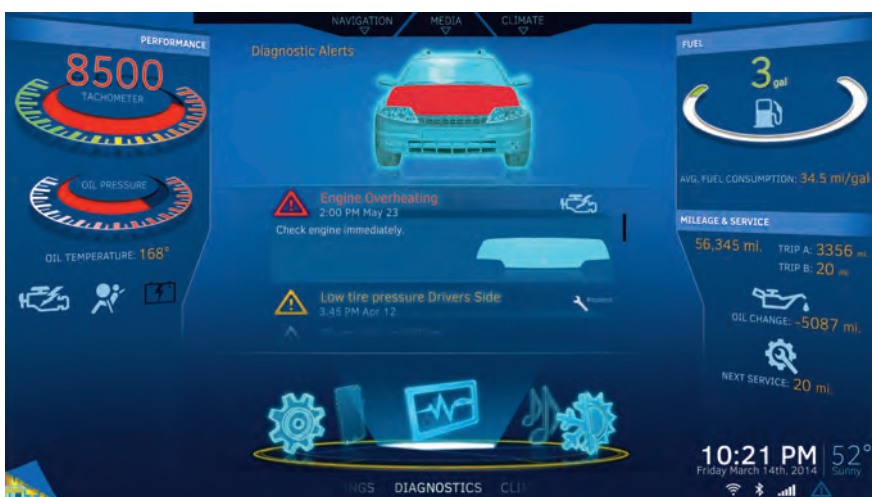 NAVIGATION
MEDIA
CLIMATE
PERFORMANCE
8500
TACHOMETER
OIL PRESSURE
OIL TEMPERATURE: 168°
Diagnostic Alerts
Engine Overheating
2:00 PM May 23
Check engine immediately.
Low tire pressure Drivers Side
3:45 PM Apr 12
FUEL
3 gal
AVG. FUEL CONSUMPTION: 34.5 mi/gal
MILEAGE & SERVICE
56,345 mi.
TRIP A: 3356 mi.
TRIP B: 20 mi.
OIL CHANGE: -5087 mi.
NEXT SERVICE: 20 mi.
NGS
DIAGNOSTICS
CLI
10:21 PM
52°
Friday March 14th, 2014
Sunny